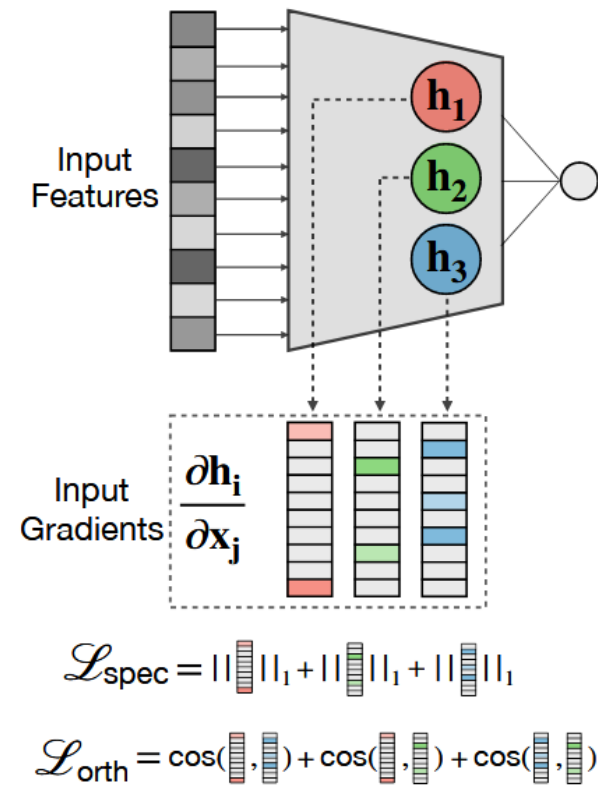 h₁
h₂
h₃
Input
Features
Input
Gradients
∂hᵢ
∂xⱼ
ℒspec = || ||₁ + || ||₁ + || ||₁
ℒorth = cos( , ) + cos( , ) + cos( , )